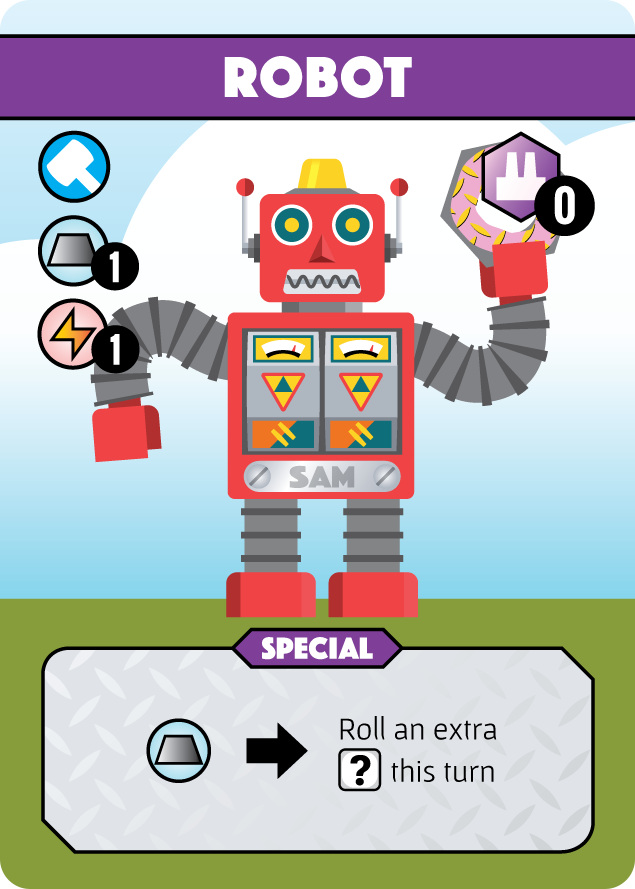 ROBOT
0
1
1
SAM
SPECIAL
Roll an extra
? this turn